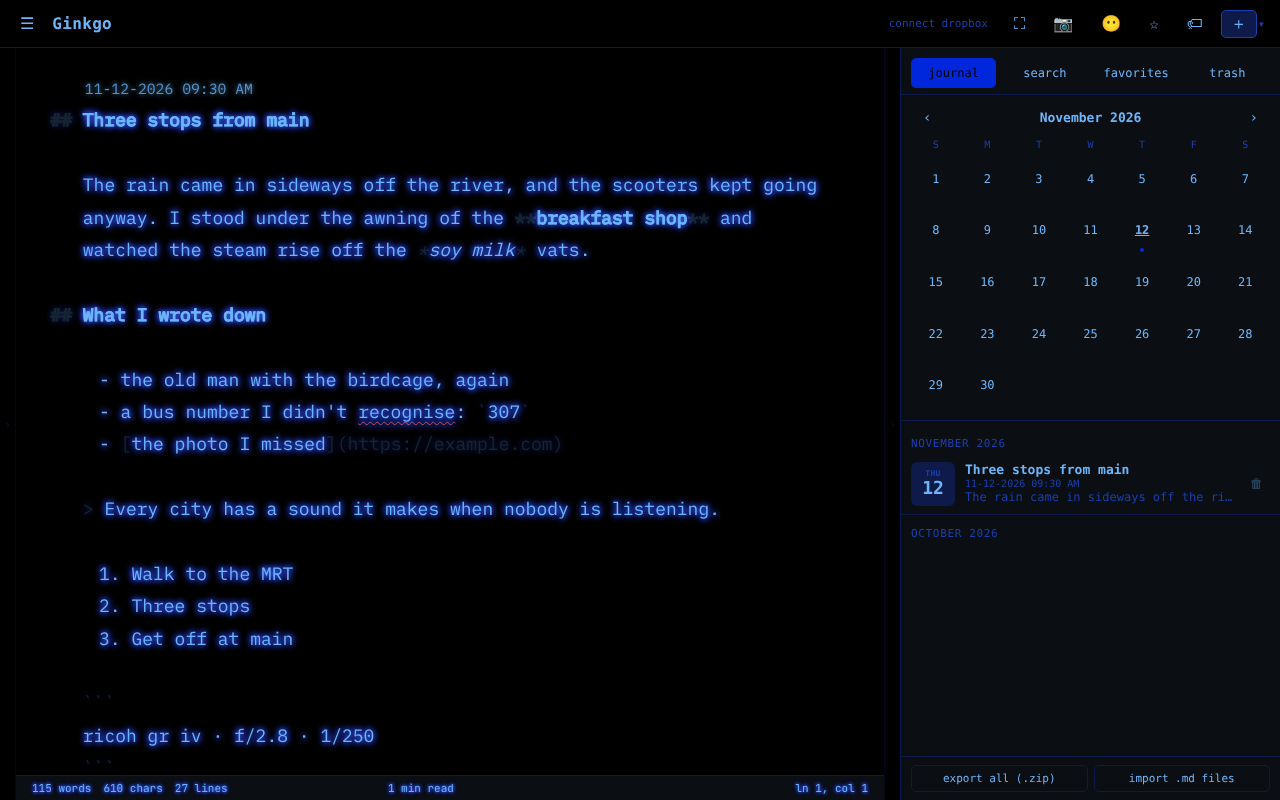 ☰ Ginkgo
connect dropbox
+
11-12-2026 09:30 AM
## Three stops from main
The rain came in sideways off the river, and the scooters kept going
anyway. I stood under the awning of the **breakfast shop** and
watched the steam rise off the *soy milk* vats.
## What I wrote down
- the old man with the birdcage, again
- a bus number I didn't recognise: `307`
- [the photo I missed](https://example.com)
> Every city has a sound it makes when nobody is listening.
1. Walk to the MRT
2. Three stops
3. Get off at main
```
ricoh gr iv · f/2.8 · 1/250
```
115 words 610 chars 27 lines
1 min read
ln 1, col 1
journal search favorites trash
‹ November 2026 ›
S M T W T F S
1 2 3 4 5 6 7
8 9 10 11 12 13 14
15 16 17 18 19 20 21
22 23 24 25 26 27 28
29 30
NOVEMBER 2026
THU
12
Three stops from main
11-12-2026 09:30 AM
The rain came in sideways off the ri…
OCTOBER 2026
export all (.zip)
import .md files